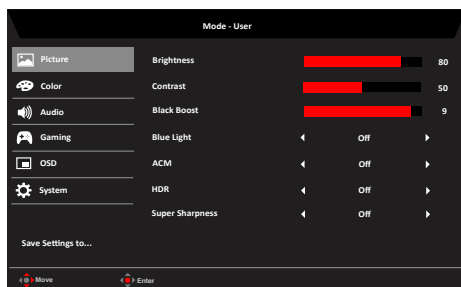 Mode - User
Picture
Color
Audio
Gaming
OSD
System
Save Settings to...
Brightness 80
Contrast 50
Black Boost 9
Blue Light Off
ACM Off
HDR Off
Super Sharpness Off
Move Enter